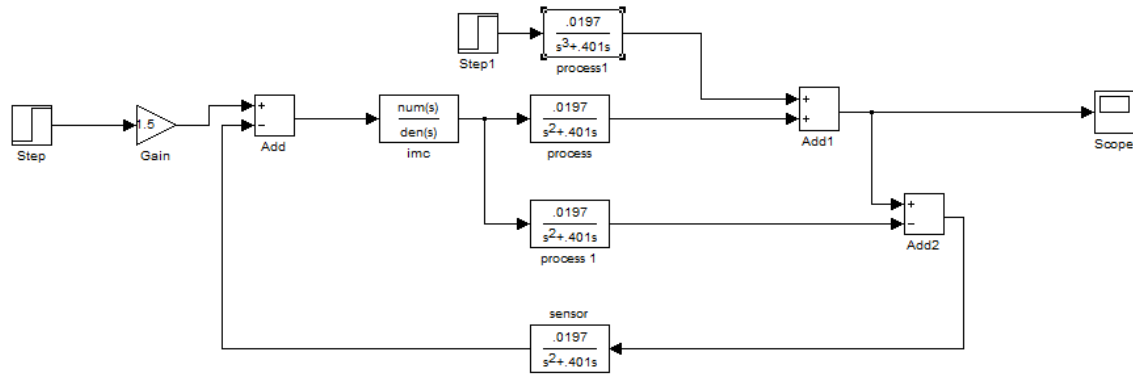 .0197
s3+.401s
process1
Step1
Step
1.5
Gain
+
−
Add
num(s)
den(s)
imc
.0197
s2+.401s
process
+
+
Add1
Scope
.0197
s2+.401s
process 1
+
−
Add2
sensor
.0197
s2+.401s